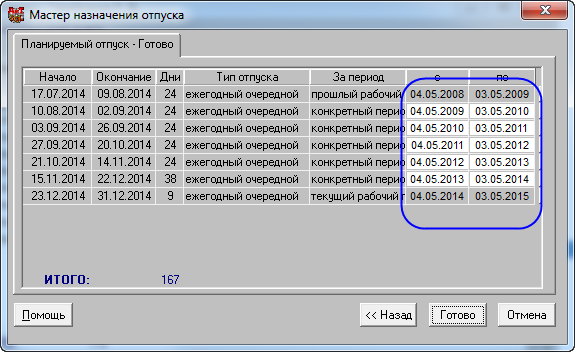 Мастер назначения отпуска
Планируемый отпуск - Готово
Начало Окончание Дни Тип отпуска За период с по
17.07.2014 09.08.2014 24 ежегодный очередной прошлый рабочий 04.05.2008 03.05.2009
10.08.2014 02.09.2014 24 ежегодный очередной конкретный перио 04.05.2009 03.05.2010
03.09.2014 26.09.2014 24 ежегодный очередной конкретный перио 04.05.2010 03.05.2011
27.09.2014 20.10.2014 24 ежегодный очередной конкретный перио 04.05.2011 03.05.2012
21.10.2014 14.11.2014 24 ежегодный очередной конкретный перио 04.05.2012 03.05.2013
15.11.2014 22.12.2014 38 ежегодный очередной конкретный перио 04.05.2013 03.05.2014
23.12.2014 31.12.2014 9 ежегодный очередной текущий рабочий г 04.05.2014 03.05.2015
ИТОГО: 167
Помощь << Назад Готово Отмена